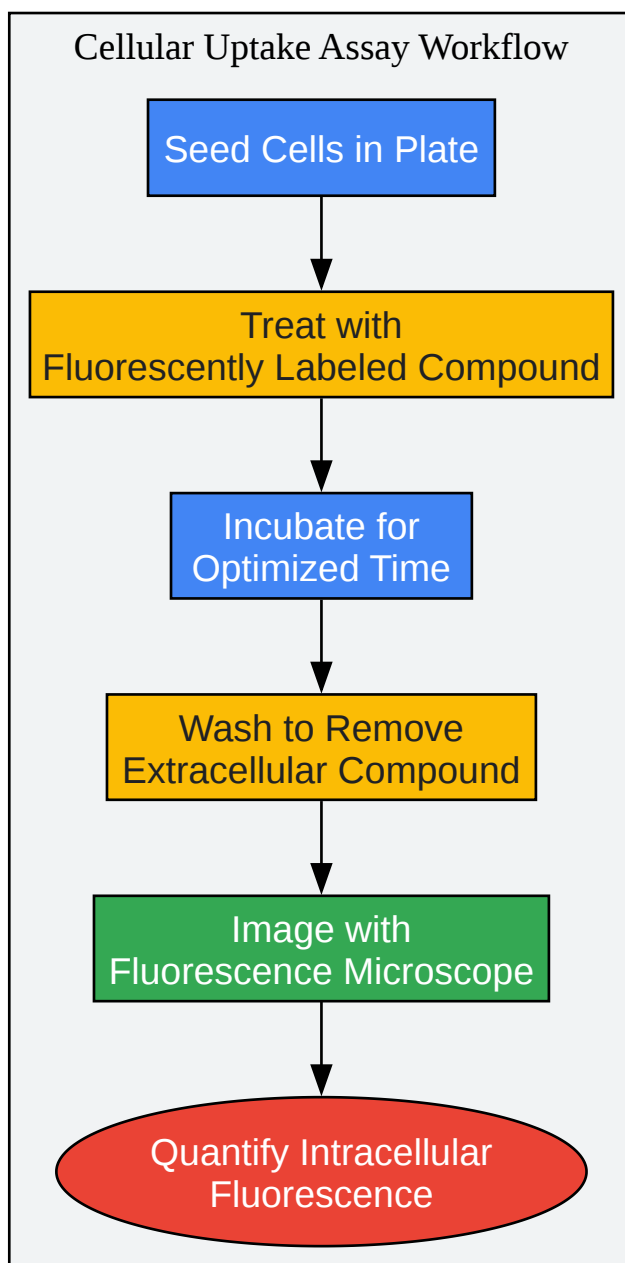 Cellular Uptake Assay Workflow
Seed Cells in Plate
Treat with
Fluorescently Labeled Compound
Incubate for
Optimized Time
Wash to Remove
Extracellular Compound
Image with
Fluorescence Microscope
Quantify Intracellular
Fluorescence